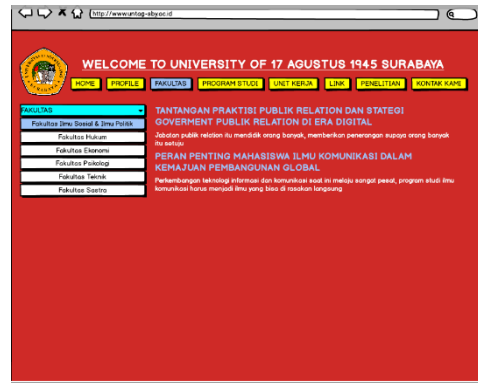 http://www.untag-sby.ac.id
WELCOME TO UNIVERSITY OF 17 AGUSTUS 1945 SURABAYA
HOME PROFILE FAKULTAS PROGRAM STUDI UNIT KERJA LINK PENELITIAN KONTAK KAMI
FAKULTAS
Fakultas Ilmu Sosial & Ilmu Politik
Fakultas Hukum
Fakultas Ekonomi
Fakultas Psikologi
Fakultas Teknik
Fakultas Sastra
TANTANGAN PRAKTISI PUBLIK RELATION DAN STATEGI
GOVERMENT PUBLIK RELATION DI ERA DIGITAL
Jabatan publik relation itu mendidik orang banyak, memberikan penerangan supaya orang banyak
itu setuju
PERAN PENTING MAHASISWA ILMU KOMUNIKASI DALAM
KEMAJUAN PEMBANGUNAN GLOBAL
Perkembangan teknologi informasi dan komunikasi saat ini melaju sangat pesat, program studi ilmu
komunikasi harus menjadi ilmu yang bisa di rasakan langsung